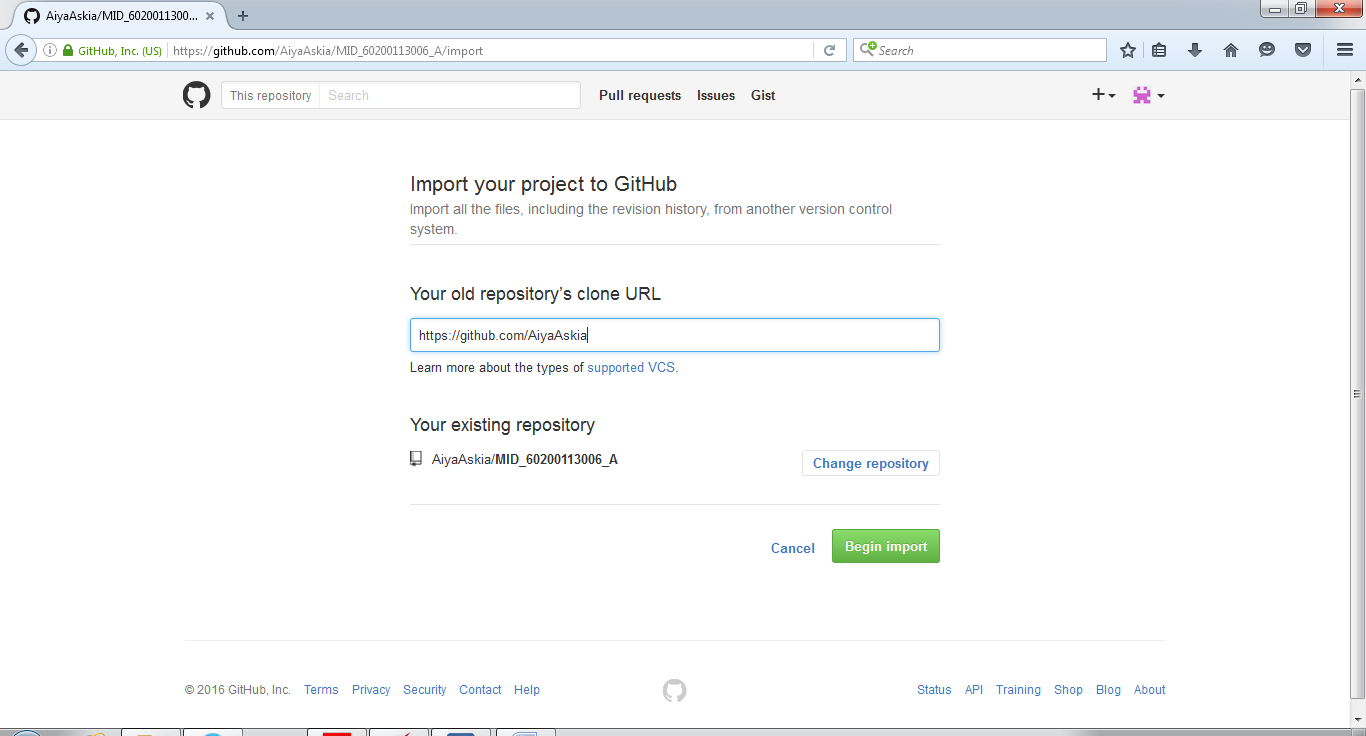 AiyaAskia/MID_6020011300...
GitHub, Inc. (US)
https://github.com/AiyaAskia/MID_60200113006_A/import
Search
This repository
Search
Pull requests
Issues
Gist
Import your project to GitHub
Import all the files, including the revision history, from another version control
system.
Your old repository’s clone URL
https://github.com/AiyaAskia
Learn more about the types of supported VCS.
Your existing repository
AiyaAskia/MID_60200113006_A
Change repository
Cancel
Begin import
© 2016 GitHub, Inc. Terms Privacy Security Contact Help
Status API Training Shop Blog About